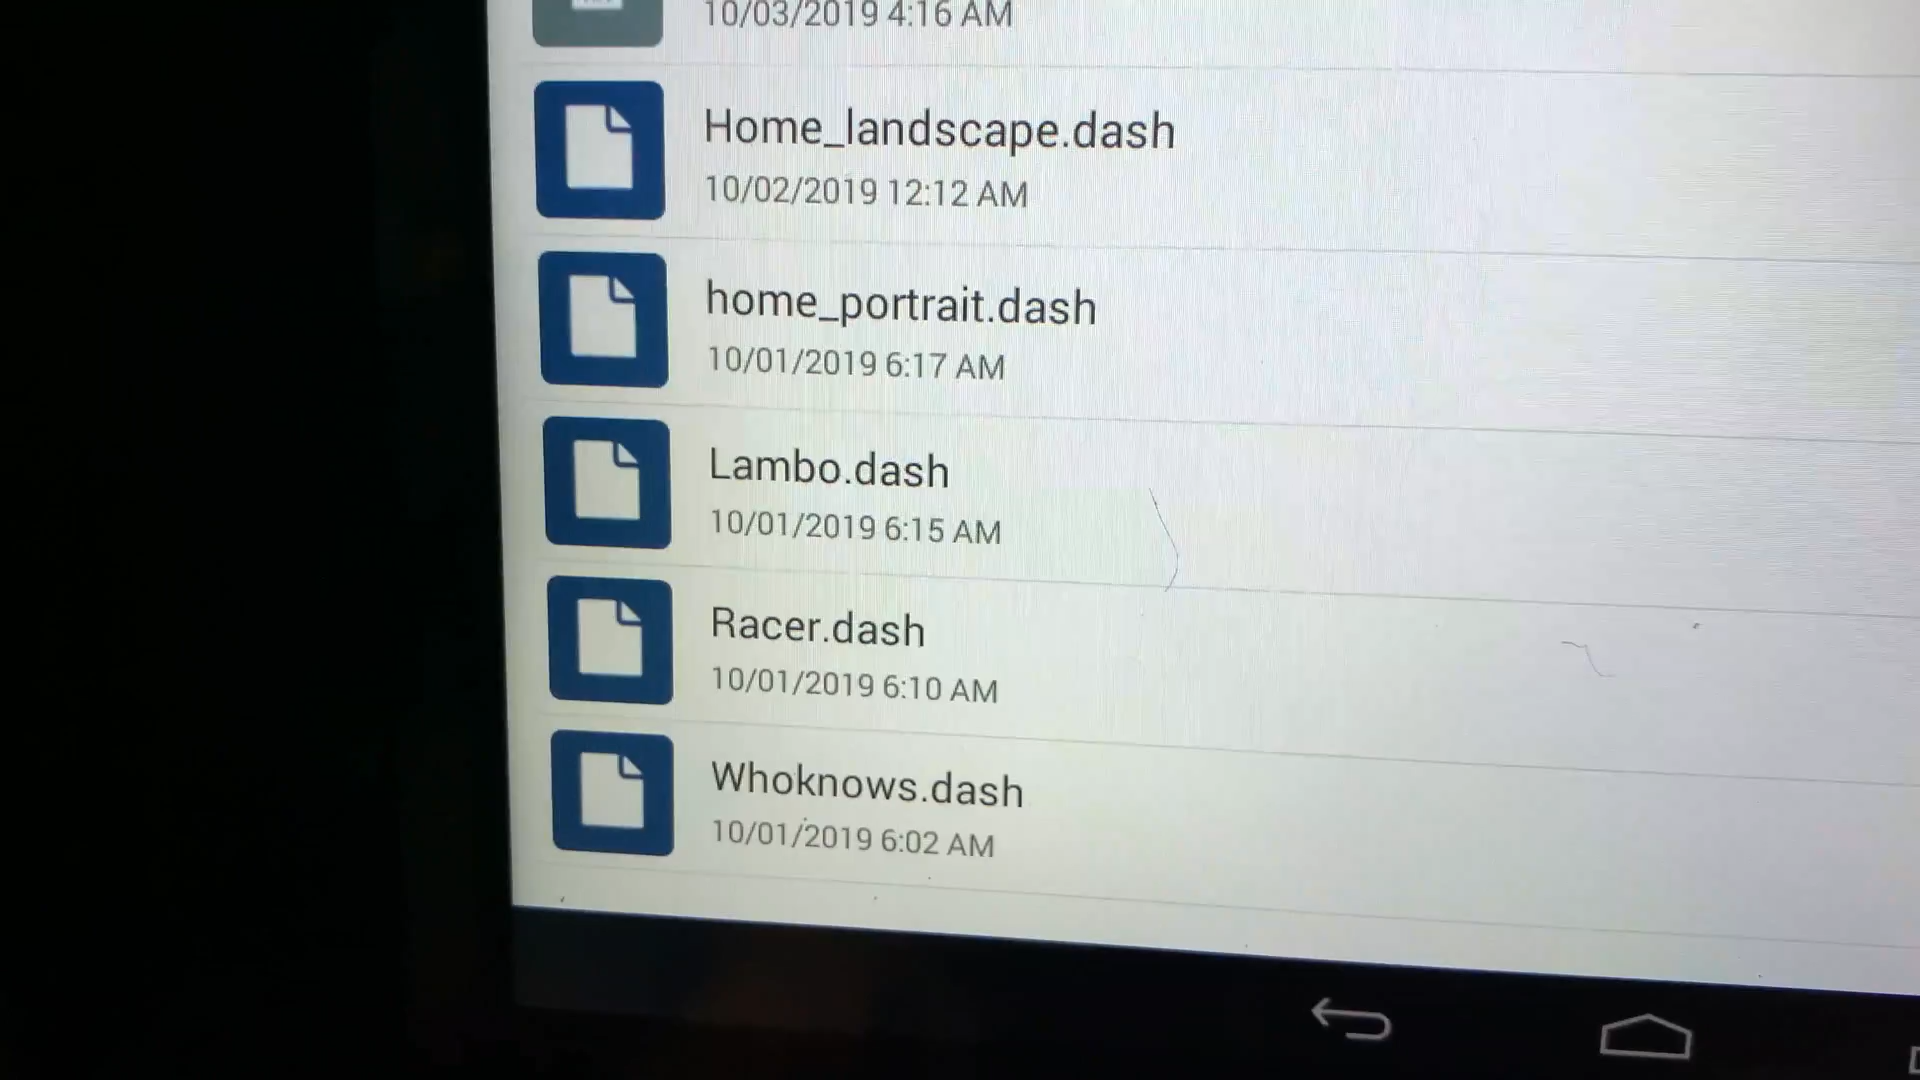 10/03/2019 4:16 AM
Home_landscape.dash
10/02/2019 12:12 AM
home_portrait.dash
10/01/2019 6:17 AM
Lambo.dash
10/01/2019 6:15 AM
Racer.dash
10/01/2019 6:10 AM
Whoknows.dash
10/01/2019 6:02 AM